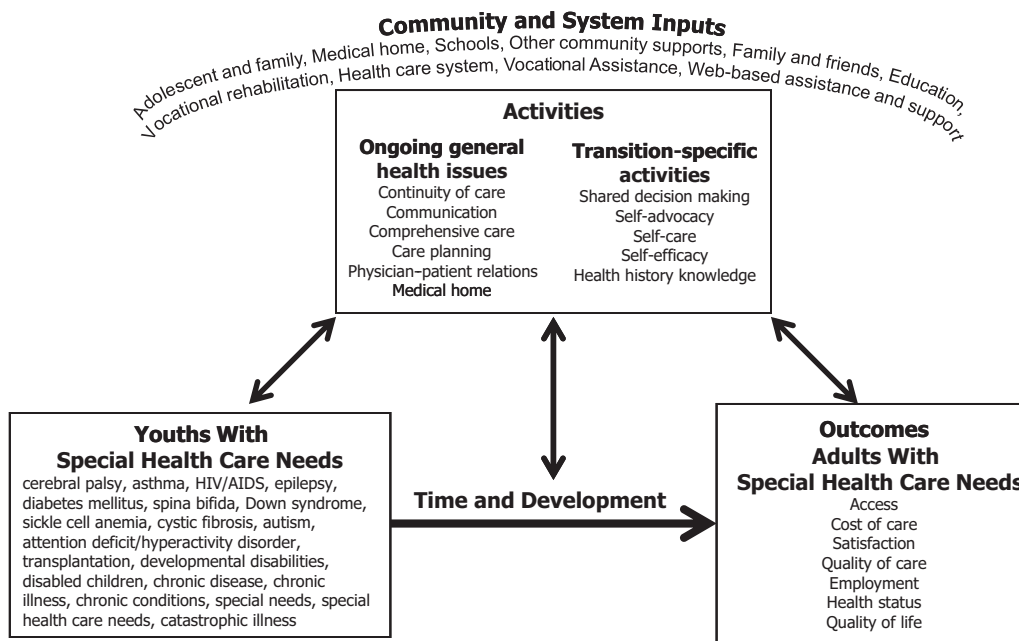 Community and System Inputs
Adolescent and family, Medical home, Schools, Other community supports, Family and friends, Education,
Vocational rehabilitation, Health care system, Vocational Assistance, Web-based assistance and support
Activities
Ongoing general
health issues
Continuity of care
Communication
Comprehensive care
Care planning
Physician–patient relations
Medical home
Transition-specific
activities
Shared decision making
Self-advocacy
Self-care
Self-efficacy
Health history knowledge
Youths With
Special Health Care Needs
cerebral palsy, asthma, HIV/AIDS, epilepsy,
diabetes mellitus, spina bifida, Down syndrome,
sickle cell anemia, cystic fibrosis, autism,
attention deficit/hyperactivity disorder,
transplantation, developmental disabilities,
disabled children, chronic disease, chronic
illness, chronic conditions, special needs, special
health care needs, catastrophic illness
Time and Development
Outcomes
Adults With
Special Health Care Needs
Access
Cost of care
Satisfaction
Quality of care
Employment
Health status
Quality of life